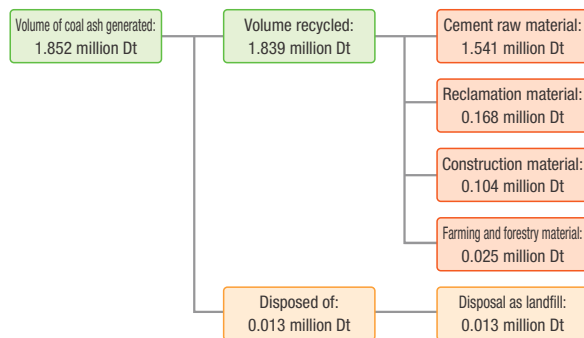 Volume of coal ash generated:
1.852 million Dt
Volume recycled:
1.839 million Dt
Cement raw material:
1.541 million Dt
Reclamation material:
0.168 million Dt
Construction material:
0.104 million Dt
Farming and forestry material:
0.025 million Dt
Disposed of:
0.013 million Dt
Disposal as landfill:
0.013 million Dt